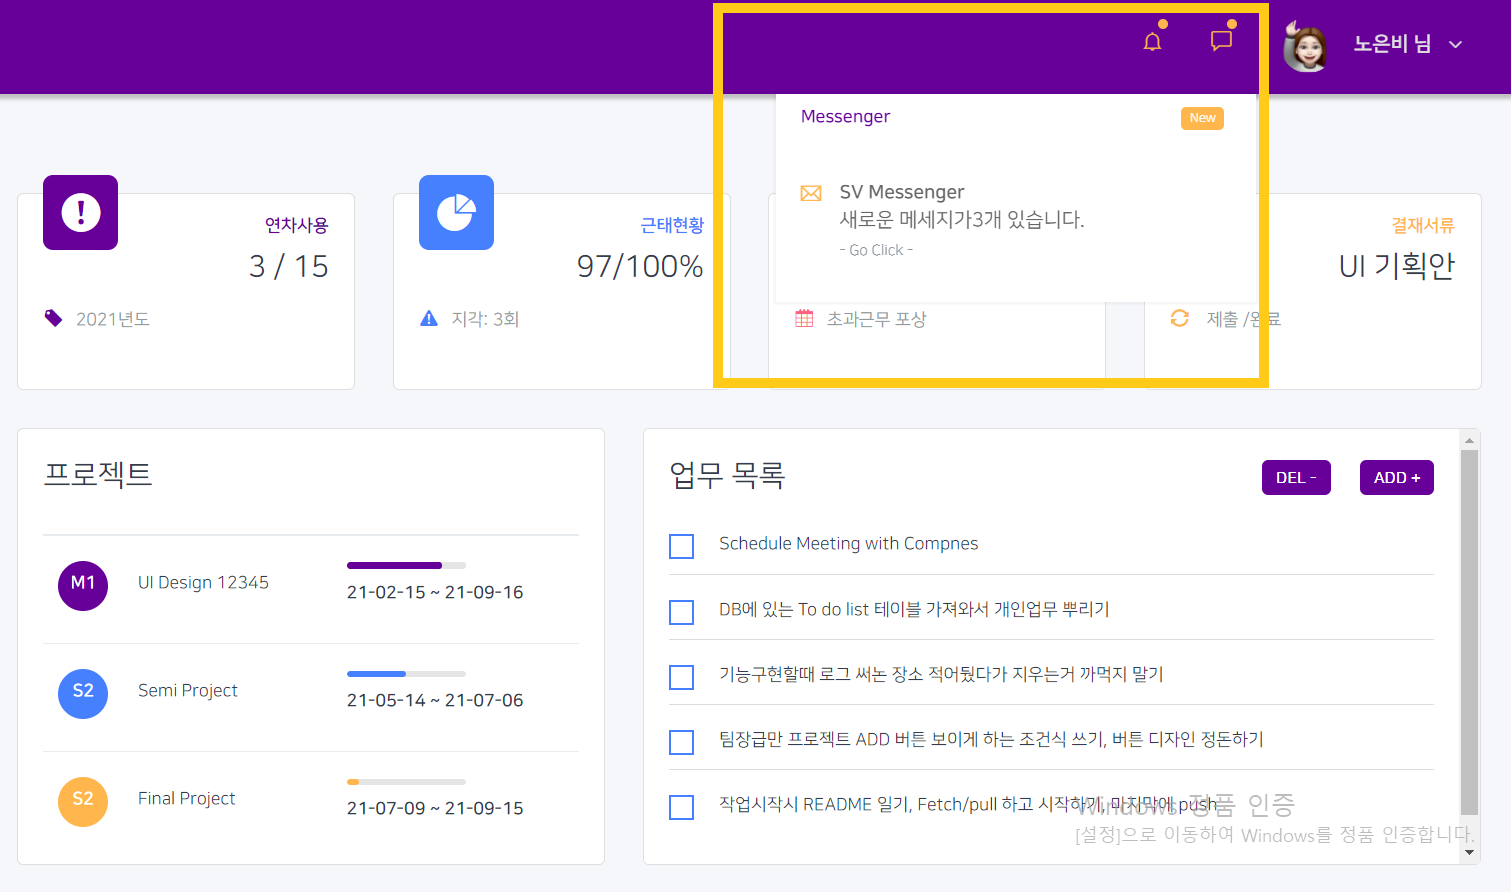 노은비 님
Messenger
New
SV Messenger
새로운 메세지가3개 있습니다.
- Go Click -
연차사용
3 / 15
2021년도
근태현황
97/100%
지각: 3회
초과근무 포상
결재서류
UI 기획안
제출 /완료
프로젝트
M1
UI Design 12345
21-02-15 ~ 21-09-16
S2
Semi Project
21-05-14 ~ 21-07-06
S2
Final Project
21-07-09 ~ 21-09-15
업무 목록
DEL -
ADD +
Schedule Meeting with Compnes
DB에 있는 To do list 테이블 가져와서 개인업무 뿌리기
기능구현할때 로그 써논 장소 적어뒀다가 지우는거 까먹지 말기
팀장급만 프로젝트 ADD 버튼 보이게 하는 조건식 쓰기, 버튼 디자인 정돈하기
작업시작시 README 일기, Fetch/pull 하고 시작하기, 마지막에 push
Windows 정품 인증
[설정]으로 이동하여 Windows를 정품 인증합니다.